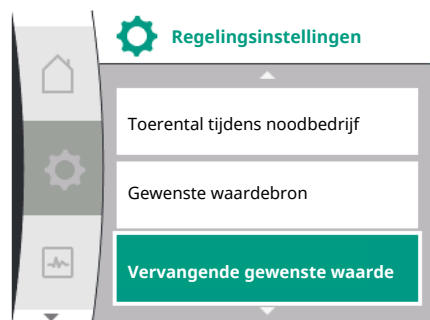 Regelingsinstellingen
Toerental tijdens noodbedrijf
Gewenste waardebron
Vervangende gewenste waarde